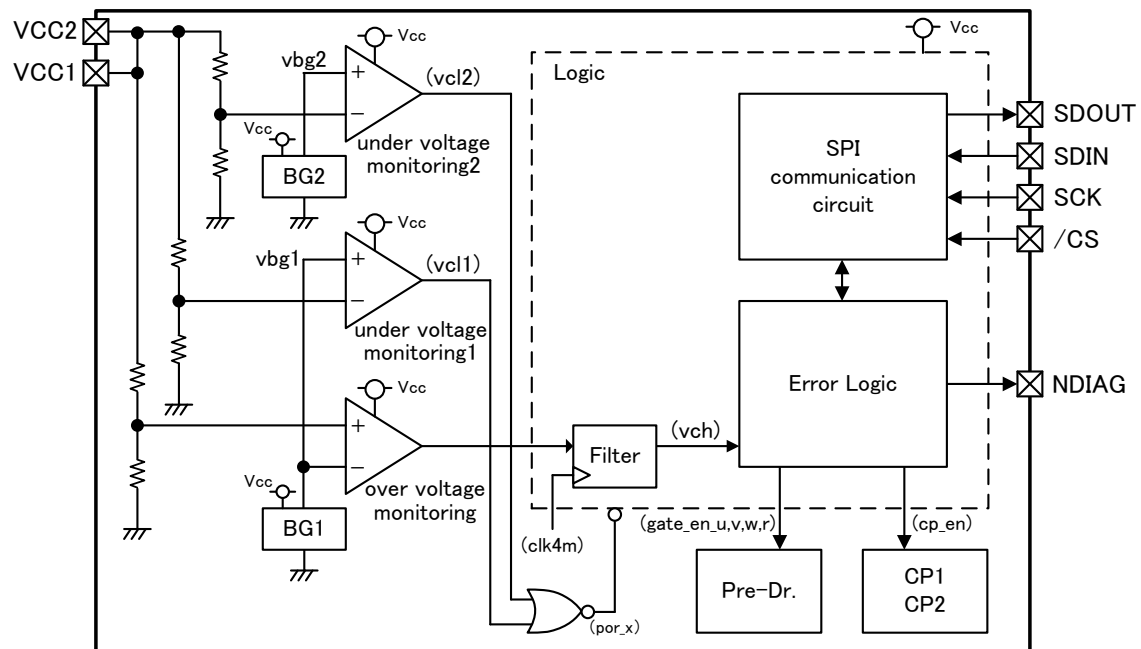 VCC2
VCC1
Vcc
vbg2
+
−
(vcl2)
Vcc
BG2
under voltage
monitoring2
Vcc
vbg1
+
−
(vcl1)
under voltage
monitoring1
Vcc
+
−
over voltage
monitoring
Vcc
BG1
Vcc
Logic
SPI
communication
circuit
SDOUT
SDIN
SCK
/CS
Error Logic
NDIAG
Filter
(vch)
(clk4m)
(gate_en_u,v,w,r)
(cp_en)
Pre-Dr.
CP1
CP2
(por_x)